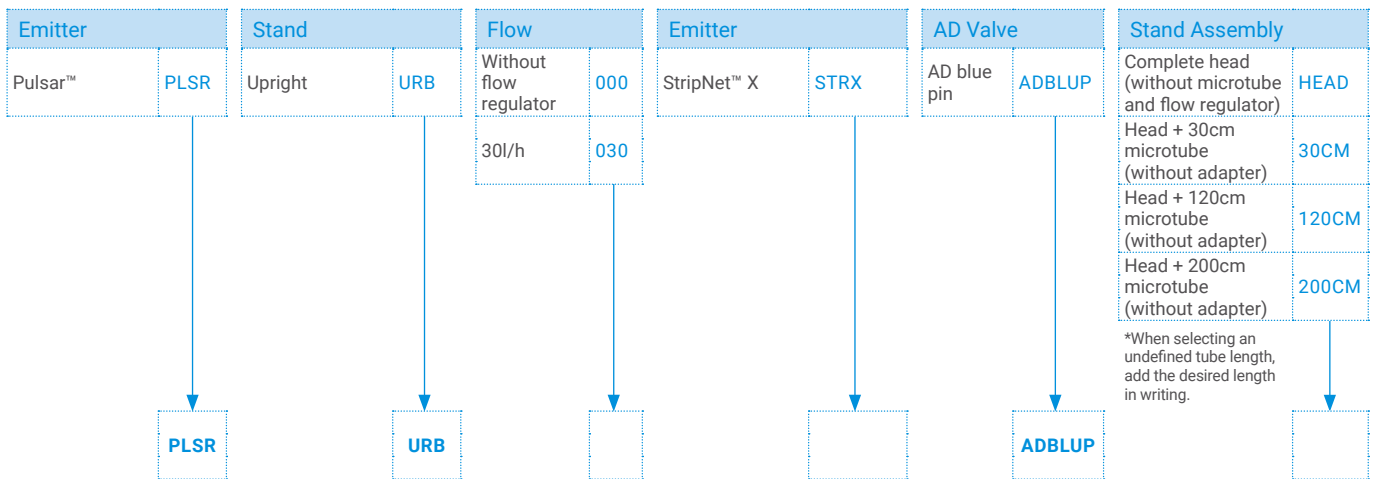 Emitter
Stand
Flow
Emitter
AD Valve
Stand Assembly
Pulsar™
PLSR
Upright
URB
Without
flow
regulator
000
30l/h
030
StripNet™ X
STRX
AD blue
pin
ADBLUP
Complete head
(without microtube
and flow regulator)
HEAD
Head + 30cm
microtube
(without adapter)
30CM
Head + 120cm
microtube
(without adapter)
120CM
Head + 200cm
microtube
(without adapter)
200CM
*When selecting an
undefined tube length,
add the desired length
in writing.
PLSR
URB
ADBLUP